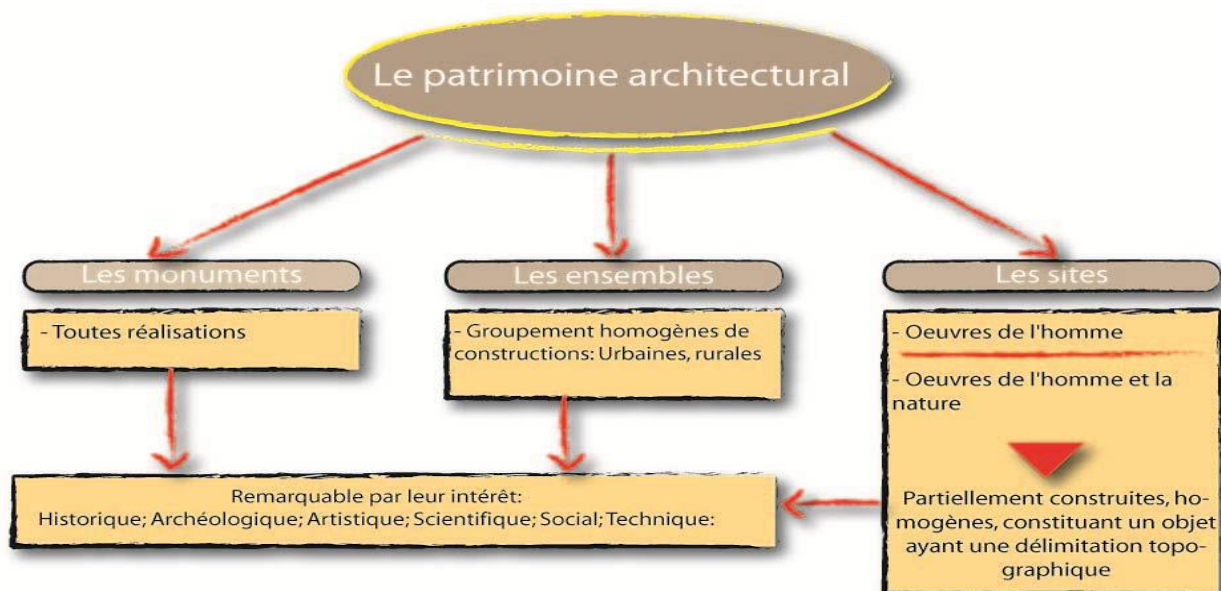 Le patrimoine architectural
Les monuments
- Toutes réalisations
Les ensembles
- Groupement homogènes de
constructions: Urbaines, rurales
Les sites
- Oeuvres de l'homme
- Oeuvres de l'homme et la
nature
Partiellement construites, ho-
mogènes, constituant un objet
ayant une délimitation topo-
graphique
Remarquable par leur intérêt:
Historique; Archéologique; Artistique; Scientifique; Social; Technique: